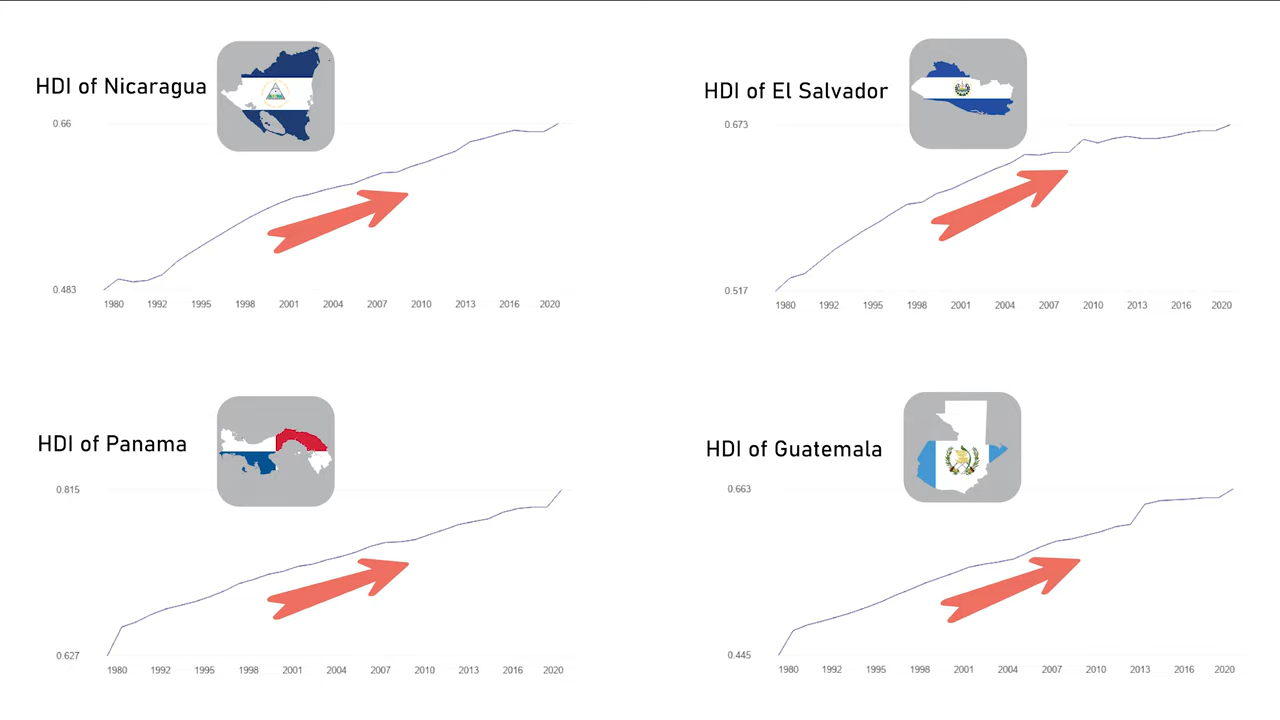 HDI of Nicaragua
0.66
0.483
1980 1992 1995 1998 2001 2004 2007 2010 2013 2016 2020
HDI of El Salvador
0.673
0.517
1980 1992 1995 1998 2001 2004 2007 2010 2013 2016 2020
HDI of Panama
0.815
0.627
1980 1992 1995 1998 2001 2004 2007 2010 2013 2016 2020
HDI of Guatemala
0.663
0.445
1980 1992 1995 1998 2001 2004 2007 2010 2013 2016 2020